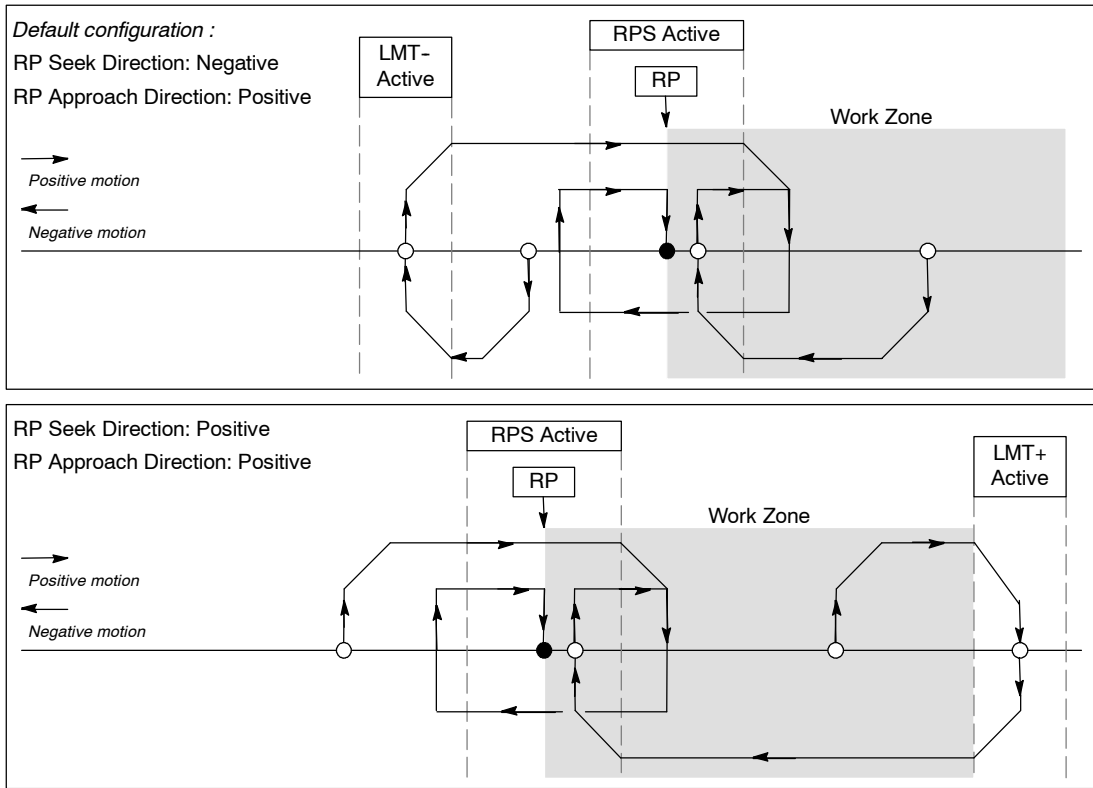 Default configuration :
RP Seek Direction: Negative
RP Approach Direction: Positive
LMT-
Active
RPS Active
RP
Work Zone
Positive motion
Negative motion
RP Seek Direction: Positive
RP Approach Direction: Positive
RPS Active
RP
LMT+
Active
Work Zone
Positive motion
Negative motion